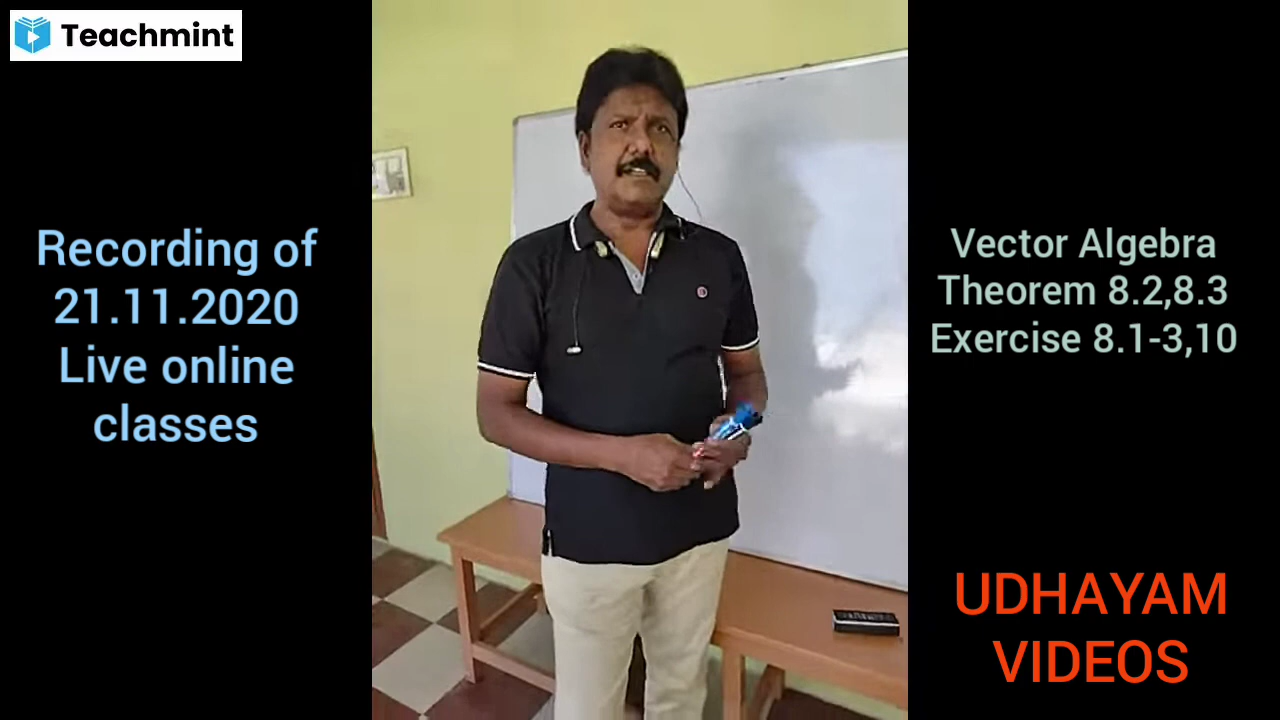 Teachmint
Recording of
21.11.2020
Live online
classes
Vector Algebra
Theorem 8.2,8.3
Exercise 8.1-3,10
UDHAYAM
VIDEOS